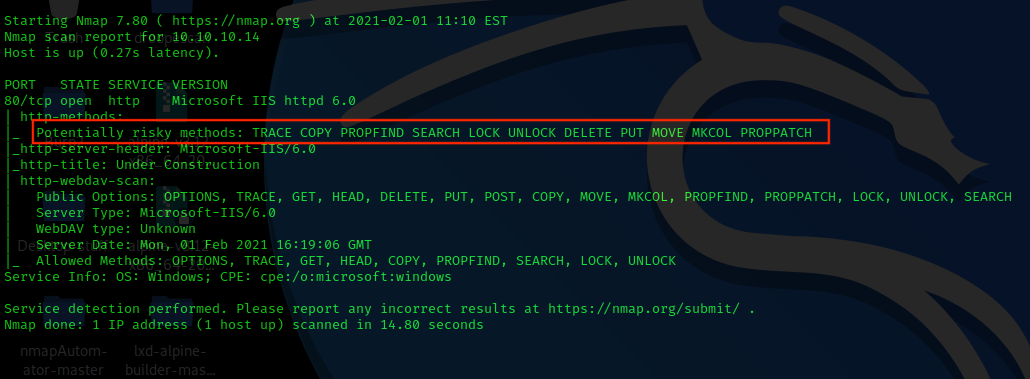 Starting Nmap 7.80 ( https://nmap.org ) at 2021-02-01 11:10 EST
Nmap scan report for 10.10.10.14
Host is up (0.27s latency).
PORT   STATE SERVICE VERSION
80/tcp open  http    Microsoft IIS httpd 6.0
| http-methods:
|_  Potentially risky methods: TRACE COPY PROPFIND SEARCH LOCK UNLOCK DELETE PUT MOVE MKCOL PROPPATCH
|_http-server-header: Microsoft-IIS/6.0
|_http-title: Under Construction
| http-webdav-scan:
|   Public Options: OPTIONS, TRACE, GET, HEAD, DELETE, PUT, POST, COPY, MOVE, MKCOL, PROPFIND, PROPPATCH, LOCK, UNLOCK, SEARCH
|   Server Type: Microsoft-IIS/6.0
|   WebDAV type: Unknown
|   Server Date: Mon, 01 Feb 2021 16:19:06 GMT
|_  Allowed Methods: OPTIONS, TRACE, GET, HEAD, COPY, PROPFIND, SEARCH, LOCK, UNLOCK
Service Info: OS: Windows; CPE: cpe:/o:microsoft:windows
Service detection performed. Please report any incorrect results at https://nmap.org/submit/ .
Nmap done: 1 IP address (1 host up) scanned in 14.80 seconds
nmapAutom-
ator-master
lxd-alpine-
builder-mas...